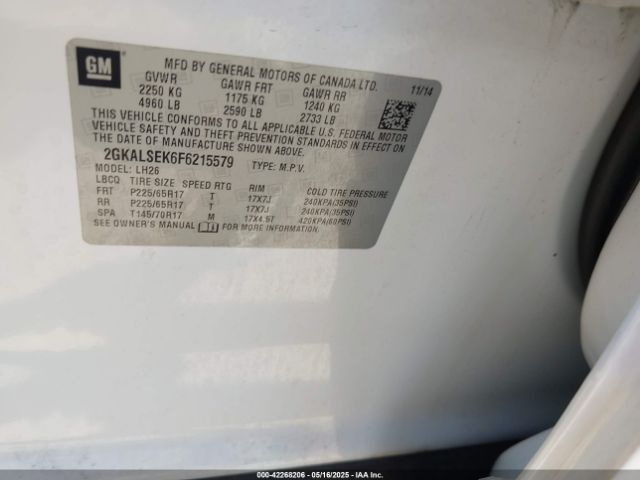 GM
MFD BY GENERAL MOTORS OF CANADA LTD.
11/14
GVWR GAWR FRT GAWR RR
2250 KG 1175 KG 1240 KG
4960 LB 2590 LB 2733 LB
THIS VEHICLE CONFORMS TO ALL APPLICABLE U.S. FEDERAL MOTOR
VEHICLE SAFETY AND THEFT PREVENTION STANDARDS IN EFFECT ON
THE DATE OF MANUFACTURE SHOWN ABOVE.
2GKALSEK6F6215579 TYPE: M.P.V.
MODEL: LH26
LBCQ TIRE SIZE SPEED RTG RIM COLD TIRE PRESSURE
FRT P225/65R17 T 17X7J 240KPA(35PSI)
RR P225/65R17 T 17X7J 240KPA(35PSI)
SPA T145/70R17 M 17X4.5T 420KPA(60PSI)
SEE OWNER'S MANUAL FOR MORE INFORMATION.
000-42268206 - 05/16/2025 - IAA Inc.